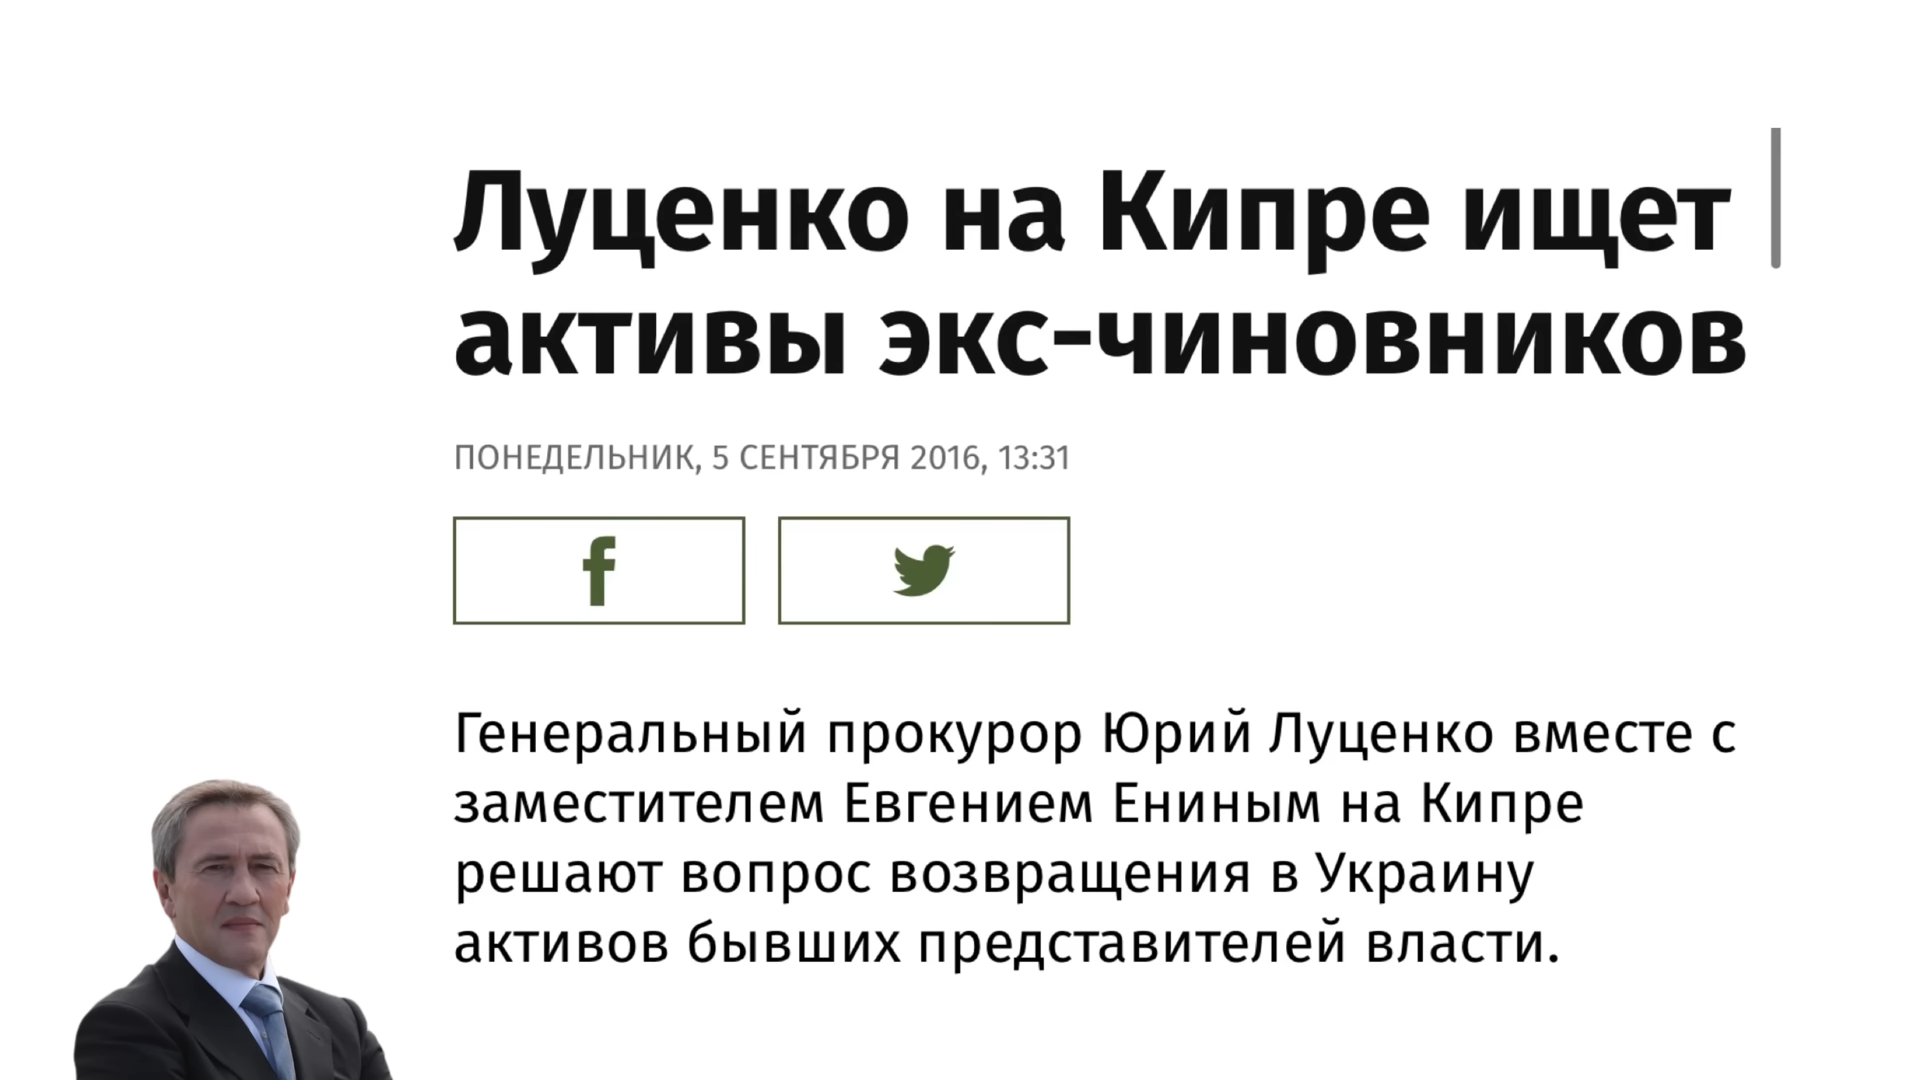 Луценко на Кипре ищет
активы экс-чиновников
ПОНЕДЕЛЬНИК, 5 СЕНТЯБРЯ 2016, 13:31
Генеральный прокурор Юрий Луценко вместе с
заместителем Евгением Ениным на Кипре
решают вопрос возвращения в Украину
активов бывших представителей власти.